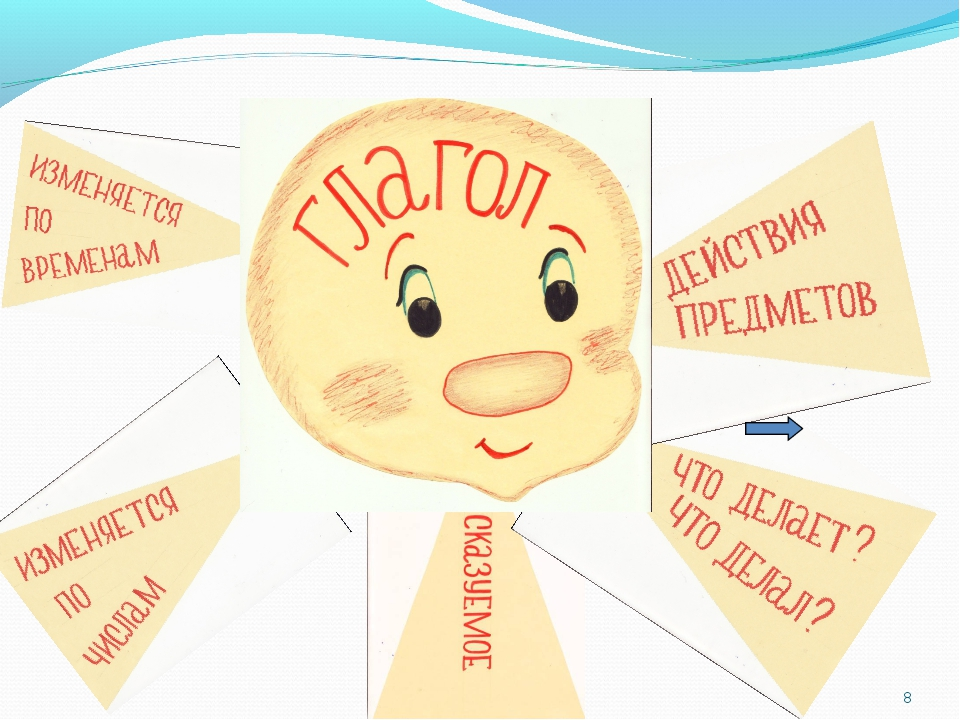 глагол
ИЗМЕНЯЕТСЯ
ПО
ВРЕМЕНАМ
ДЕЙСТВИЯ
ПРЕДМЕТОВ
ИЗМЕНЯЕТСЯ
ПО
ЧИСЛАМ
СКАЗУЕМОЕ
ЧТО ДЕЛАЕТ?
ЧТО ДЕЛАЛ?
8